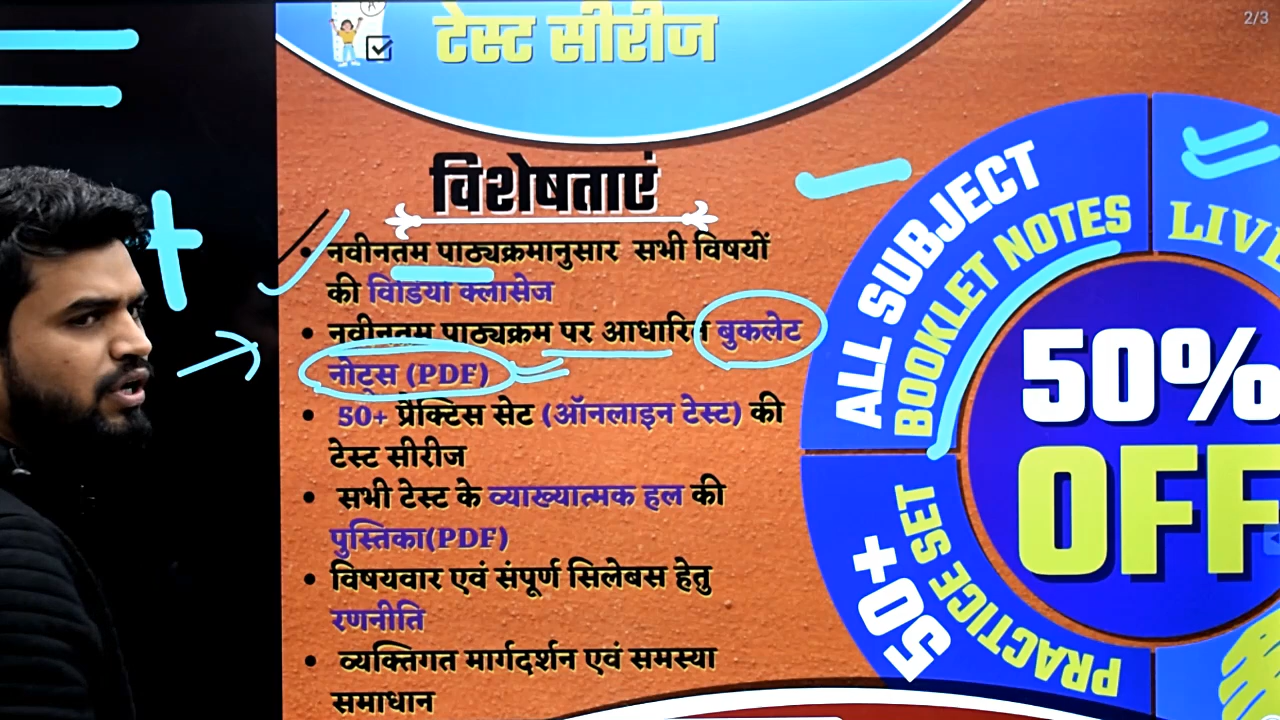 2/3
टेस्ट सीरीज
विशेषताएं
• नवीनतम पाठ्यक्रमानुसार सभी विषयों
की विडियो क्लासेज
• नवीनतम पाठ्यक्रम पर आधारित बुकलेट
नोट्स (PDF)
• 50+ प्रैक्टिस सेट (ऑनलाइन टेस्ट) की
टेस्ट सीरीज
• सभी टेस्ट के व्याख्यात्मक हल की
पुस्तिका(PDF)
• विषयवार एवं संपूर्ण सिलेबस हेतु
रणनीति
• व्यक्तिगत मार्गदर्शन एवं समस्या
समाधान
ALL SUBJECT
BOOKLET NOTES
LIVE
50%
OFF
50+
PRACTICE SET